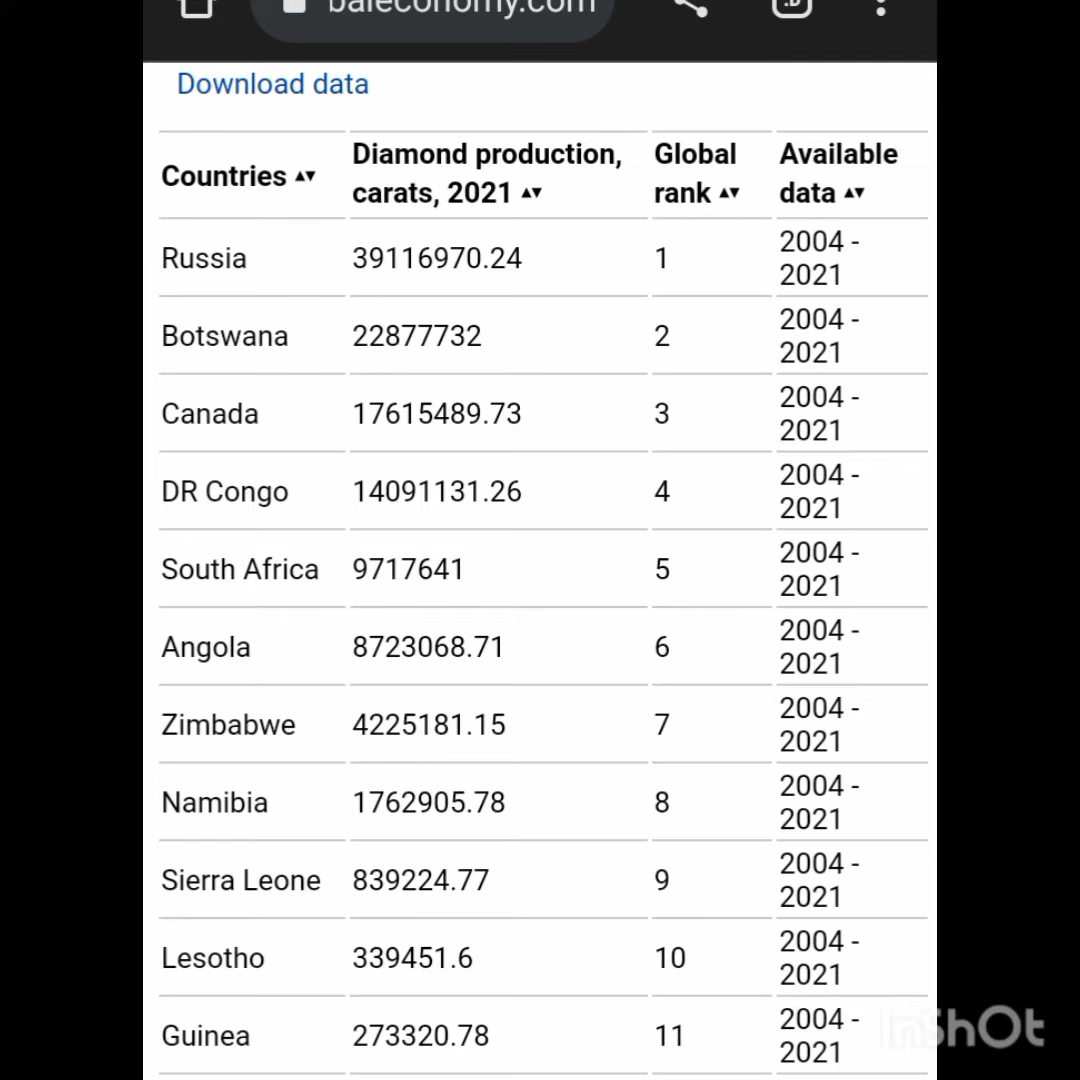 baleconomy.com
Download data
Countries ▲▼ Diamond production, carats, 2021 ▲▼ Global rank ▲▼ Available data ▲▼
Russia 39116970.24 1 2004 - 2021
Botswana 22877732 2 2004 - 2021
Canada 17615489.73 3 2004 - 2021
DR Congo 14091131.26 4 2004 - 2021
South Africa 9717641 5 2004 - 2021
Angola 8723068.71 6 2004 - 2021
Zimbabwe 4225181.15 7 2004 - 2021
Namibia 1762905.78 8 2004 - 2021
Sierra Leone 839224.77 9 2004 - 2021
Lesotho 339451.6 10 2004 - 2021
Guinea 273320.78 11 2004 - 2021
InShOt